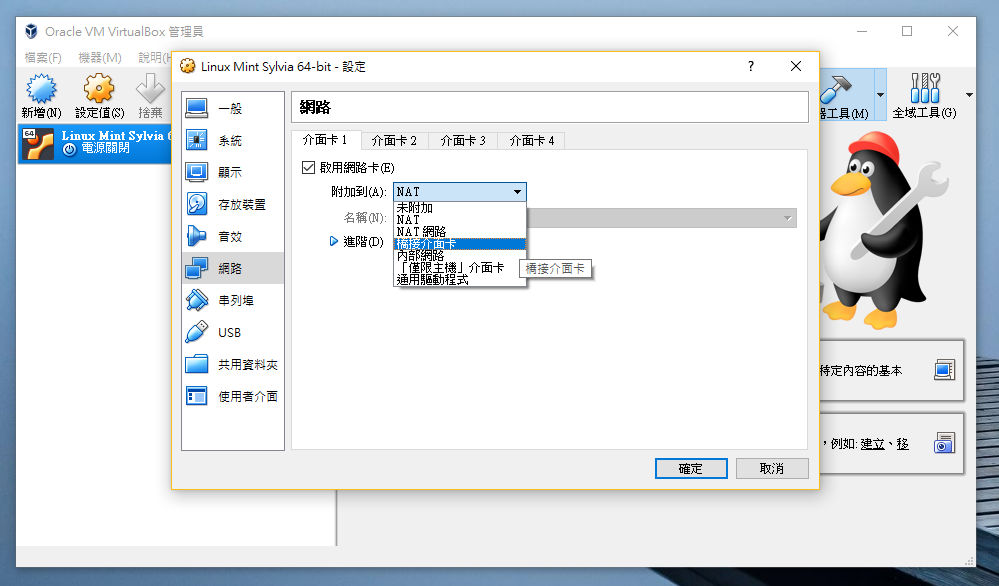 Oracle VM VirtualBox 管理員
檔案(F) 機器(M) 說明(H
新增(N) 設定值(S) 捨棄
器工具(M) 全域工具(G)
64
Linux Mint Sylvia 6
電源關閉
Linux Mint Sylvia 64-bit - 設定
?
一般
系統
顯示
存放裝置
音效
網路
串列埠
USB
共用資料夾
使用者介面
網路
介面卡 1 介面卡 2 介面卡 3 介面卡 4
啟用網路卡(E)
附加到(A): NAT
名稱(N):
進階(D)
未附加
NAT
NAT 網路
橋接介面卡
內部網路
「僅限主機」介面卡
通用驅動程式
橋接介面卡
確定 取消
特定內容的基本
，例如: 建立、移